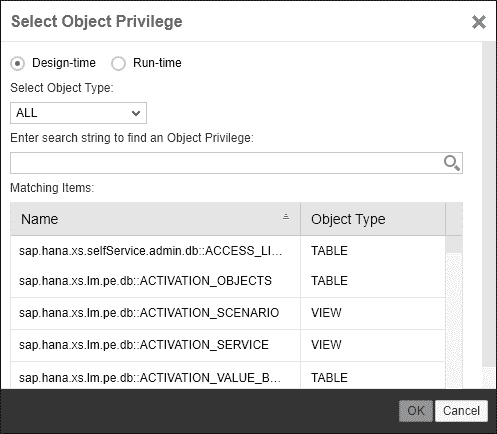 Select Object Privilege
Design-time Run-time
Select Object Type:
ALL
Enter search string to find an Object Privilege:
Matching Items:
Name Object Type
sap.hana.xs.selfService.admin.db::ACCESS_LI... TABLE
sap.hana.xs.lm.pe.db::ACTIVATION_OBJECTS TABLE
sap.hana.xs.lm.pe.db::ACTIVATION_SCENARIO VIEW
sap.hana.xs.lm.pe.db::ACTIVATION_SERVICE VIEW
sap.hana.xs.lm.pe.db::ACTIVATION_VALUE_B... TABLE
OK Cancel